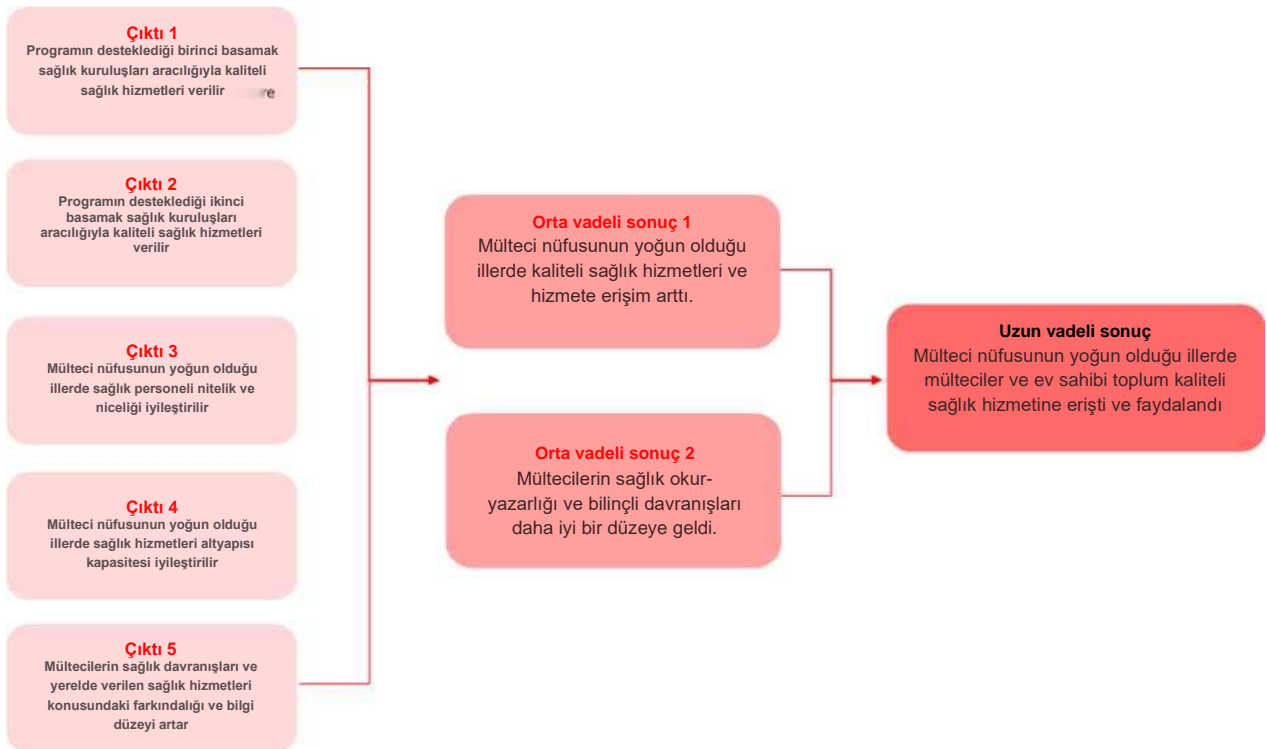 Çıktı 1
Programın desteklediği birinci basamak
sağlık kuruluşları aracılığıyla kaliteli
sağlık hizmetleri verilir re
Çıktı 2
Programın desteklediği ikinci
basamak sağlık kuruluşları
aracılığıyla kaliteli sağlık hizmetleri
verilir
Çıktı 3
Mülteci nüfusunun yoğun olduğu
illerde sağlık personeli nitelik ve
niceliği iyileştirilir
Çıktı 4
Mülteci nüfusunun yoğun olduğu
illerde sağlık hizmetleri altyapısı
kapasitesi iyileştirilir
Çıktı 5
Mültecilerin sağlık davranışları ve
yerelde verilen sağlık hizmetleri
konusundaki farkındalığı ve bilgi
düzeyi artar
Orta vadeli sonuç 1
Mülteci nüfusunun yoğun olduğu
illerde kaliteli sağlık hizmetleri ve
hizmete erişim arttı.
Orta vadeli sonuç 2
Mültecilerin sağlık okur-
yazarlığı ve bilinçli davranışları
daha iyi bir düzeye geldi.
Uzun vadeli sonuç
Mülteci nüfusunun yoğun olduğu illerde
mülteciler ve ev sahibi toplum kaliteli
sağlık hizmetine erişti ve faydalandı